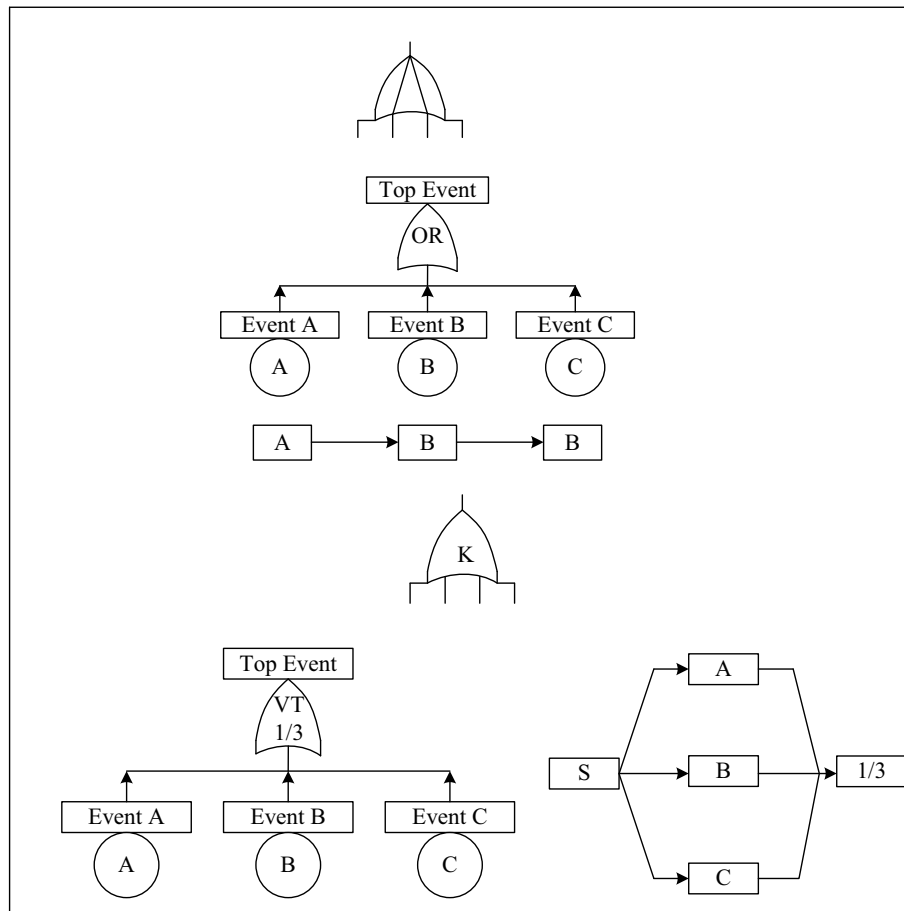 Top Event
OR
Event A Event B Event C
A B C
A B B
K
Top Event
VT
1/3
Event A Event B Event C
A B C
A
S B 1/3
C